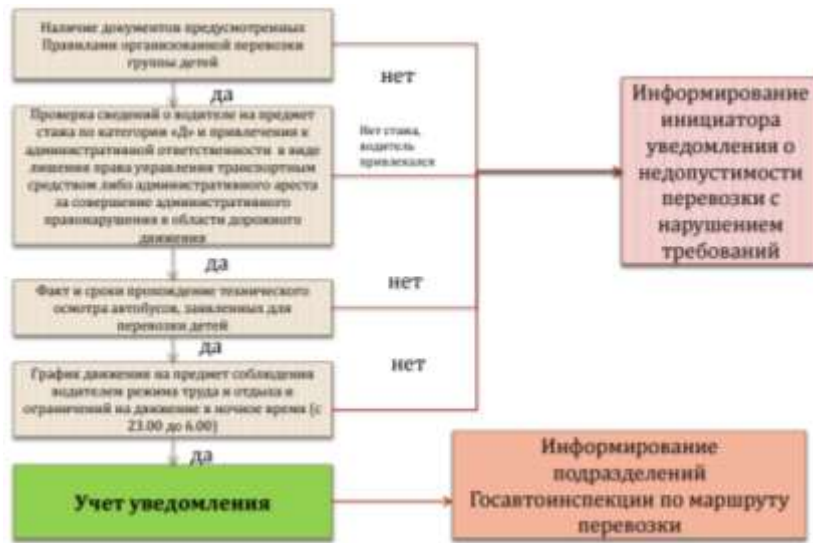 Наличие документов предусмотренных
Правилами организованной перевозки
группы детей
нет
да
Проверка сведений о водителе на предмет
стажа по категории «Д» и привлечения к
административной ответственности в виде
лишения права управления транспортным
средством либо административного ареста
за совершение административного
правонарушения в области дорожного
движения
Нет стажа,
водитель
привлекался
Информирование
инициатора
уведомления о
недопустимости
перевозки с
нарушением
требований
да
Факт и сроки прохождение технического
осмотра автобусов, заявленных для
перевозки детей
нет
да
График движения на предмет соблюдения
водителем режима труда и отдыха и
ограничений на движение в ночное время (с
23.00 до 6.00)
нет
да
Учет уведомления
Информирование
подразделений
Госавтоинспекции по маршруту
перевозки